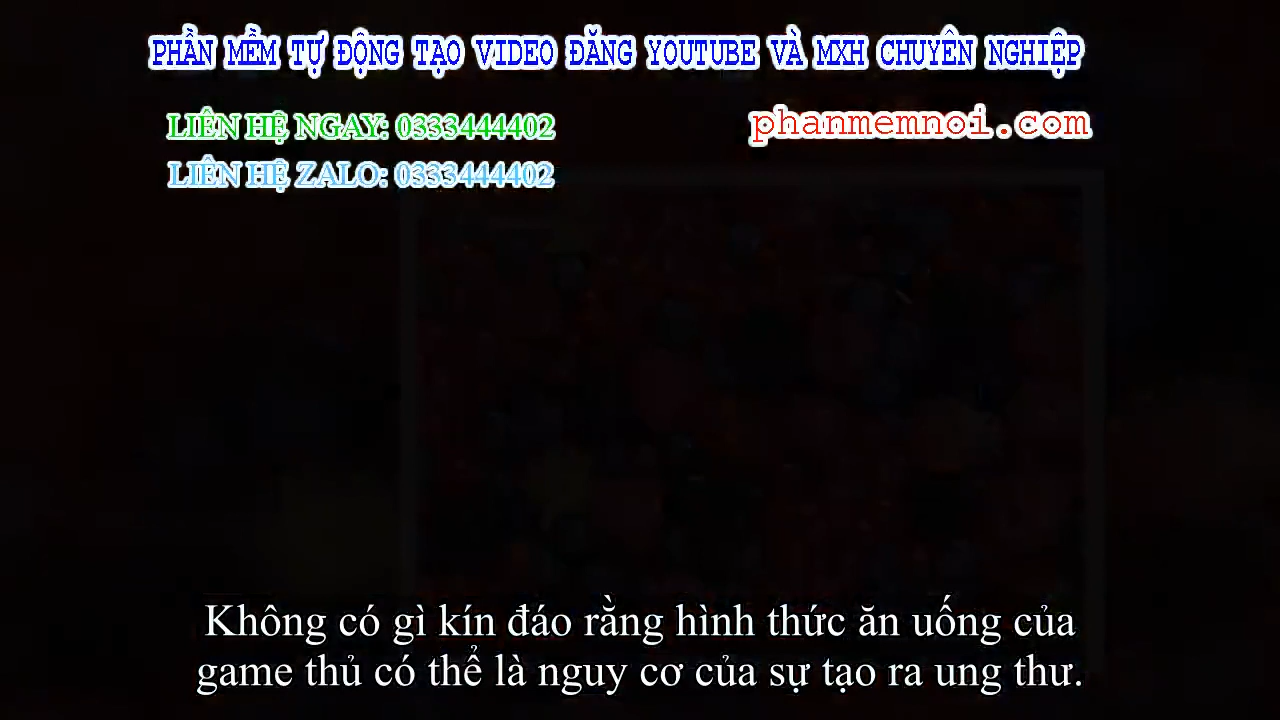 PHẦN MỀM TỰ ĐỘNG TẠO VIDEO ĐĂNG YOUTUBE VÀ MXH CHUYÊN NGHIỆP
LIÊN HỆ NGAY: 0333444402
phanmemnoi.com
LIÊN HỆ ZALO: 0333444402
Không có gì kín đáo rằng hình thức ăn uống của
game thủ có thể là nguy cơ của sự tạo ra ung thư.